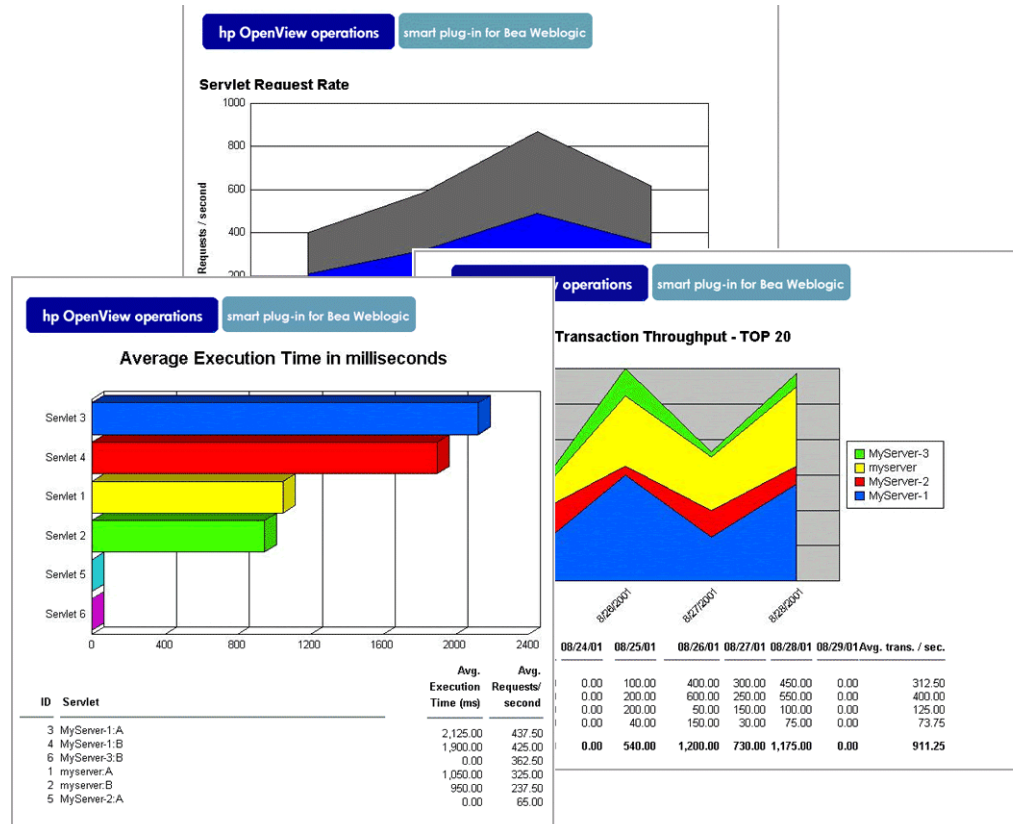 hp OpenView operations smart plug-in for Bea Weblogic
Servlet Request Rate
1000
800
600
400
200
Requests / second
operations smart plug-in for Bea Weblogic
Transaction Throughput - TOP 20
MyServer-3
myserver
MyServer-2
MyServer-1
8/26/2001 8/27/2001 8/28/2001
08/24/01 08/25/01 08/26/01 08/27/01 08/28/01 08/29/01 Avg. trans. / sec.
0.00 100.00 400.00 300.00 450.00 0.00 312.50
0.00 200.00 600.00 250.00 550.00 0.00 400.00
0.00 200.00 50.00 150.00 100.00 0.00 125.00
0.00 40.00 150.00 30.00 75.00 0.00 73.75
0.00 540.00 1,200.00 730.00 1,175.00 0.00 911.25
hp OpenView operations smart plug-in for Bea Weblogic
Average Execution Time in milliseconds
Servlet 3
Servlet 4
Servlet 1
Servlet 2
Servlet 5
Servlet 6
0 400 800 1200 1600 2000 2400
Avg. Avg.
Execution Requests/
ID Servlet Time (ms) second
3 MyServer-1:A 2,125.00 437.50
4 MyServer-1:B 1,900.00 425.00
6 MyServer-3:B 0.00 362.50
1 myserver:A 1,050.00 325.00
2 myserver:B 950.00 237.50
5 MyServer-2:A 0.00 65.00